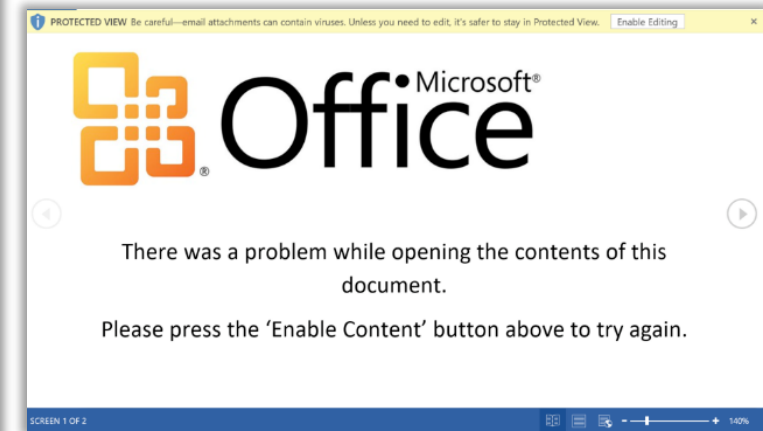 PROTECTED VIEW Be careful—email attachments can contain viruses. Unless you need to edit, it's safer to stay in Protected View. Enable Editing ×
Microsoft®
Office
®
There was a problem while opening the contents of this
document.
Please press the ‘Enable Content’ button above to try again.
SCREEN 1 OF 2 - + 140%